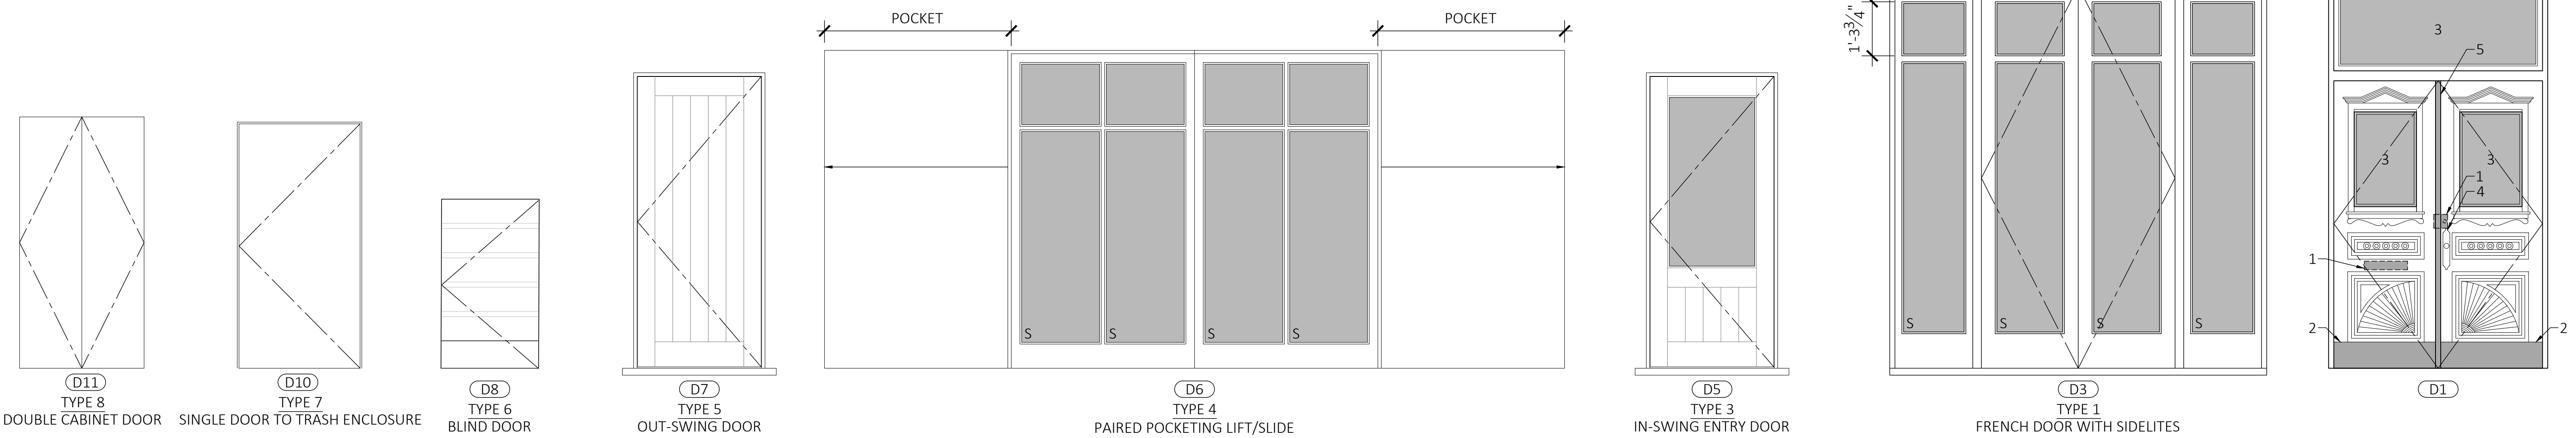 POCKET
POCKET
1'-3 3/4"
3
5
3
3
1
4
S
1
2
2
S
S
S
S
S
S
S
S
D11
TYPE 8
DOUBLE CABINET DOOR
D10
TYPE 7
SINGLE DOOR TO TRASH ENCLOSURE
D8
TYPE 6
BLIND DOOR
D7
TYPE 5
OUT-SWING DOOR
D6
TYPE 4
PAIRED POCKETING LIFT/SLIDE
D5
TYPE 3
IN-SWING ENTRY DOOR
D3
TYPE 1
FRENCH DOOR WITH SIDELITES
D1